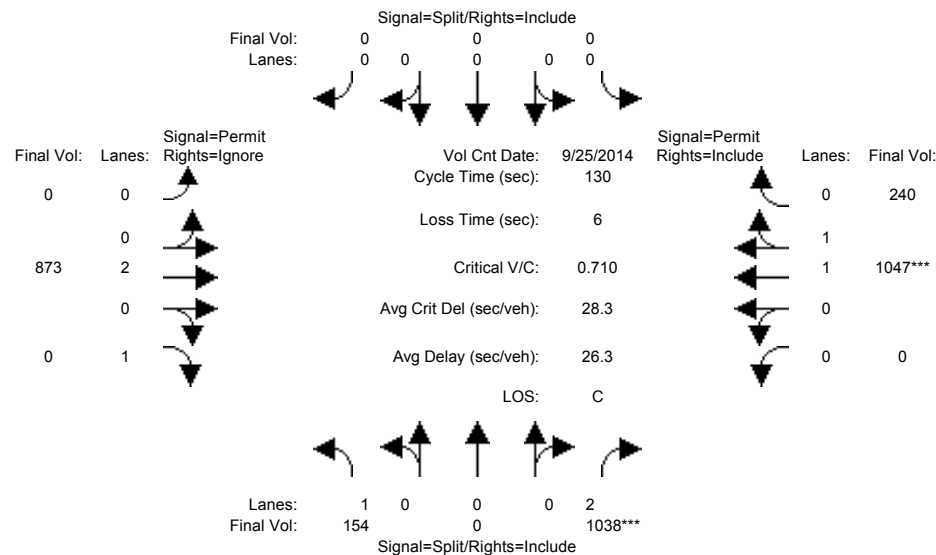 Signal=Split/Rights=Include
Final Vol: 0 0 0
Lanes: 0 0 0 0 0
Signal=Permit Signal=Permit
Final Vol: Lanes: Rights=Ignore Vol Cnt Date: 9/25/2014 Rights=Include Lanes: Final Vol:
Cycle Time (sec): 130
0 0 0 240
Loss Time (sec): 6
0 1
873 2 Critical V/C: 0.710 1 1047***
0 Avg Crit Del (sec/veh): 28.3 0
0 1 Avg Delay (sec/veh): 26.3 0 0
LOS: C
Lanes: 1 0 0 0 2
Final Vol: 154 0 1038***
Signal=Split/Rights=Include